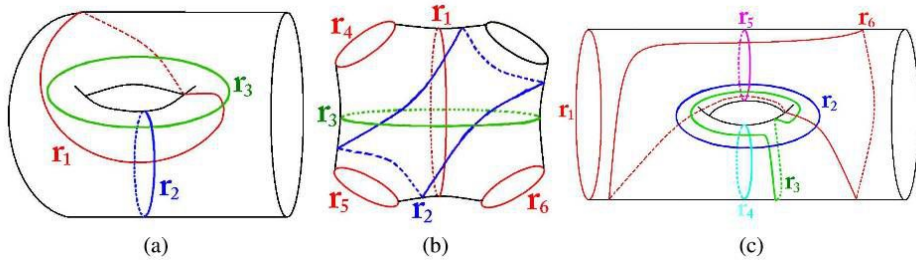 r₁
r₂
r₃
(a)
r₄
r₁
r₃
r₅
r₂
r₆
(b)
r₅
r₆
r₁
r₂
r₃
r₄
(c)